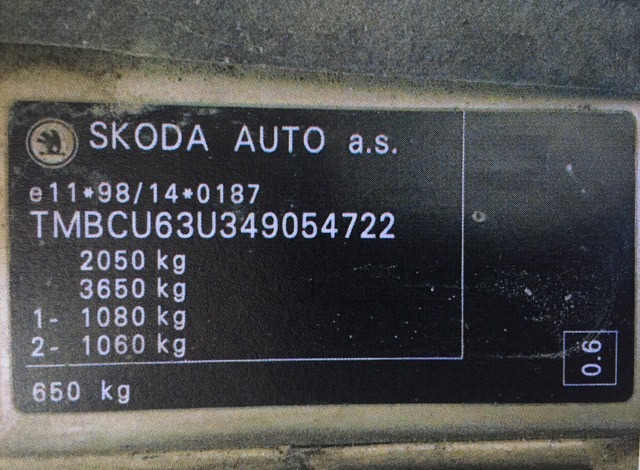 SKODA AUTO a.s.
e11*98/14*0187
TMBCU63U349054722
2050 kg
3650 kg
1- 1080 kg
2- 1060 kg
650 kg
0.6